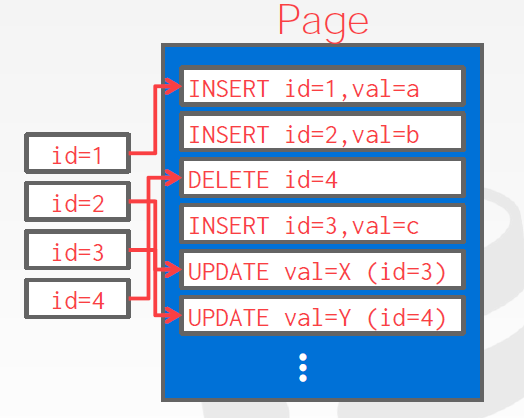 Page
INSERT id=1,val=a
INSERT id=2,val=b
DELETE id=4
INSERT id=3,val=c
UPDATE val=X (id=3)
UPDATE val=Y (id=4)
id=1
id=2
id=3
id=4